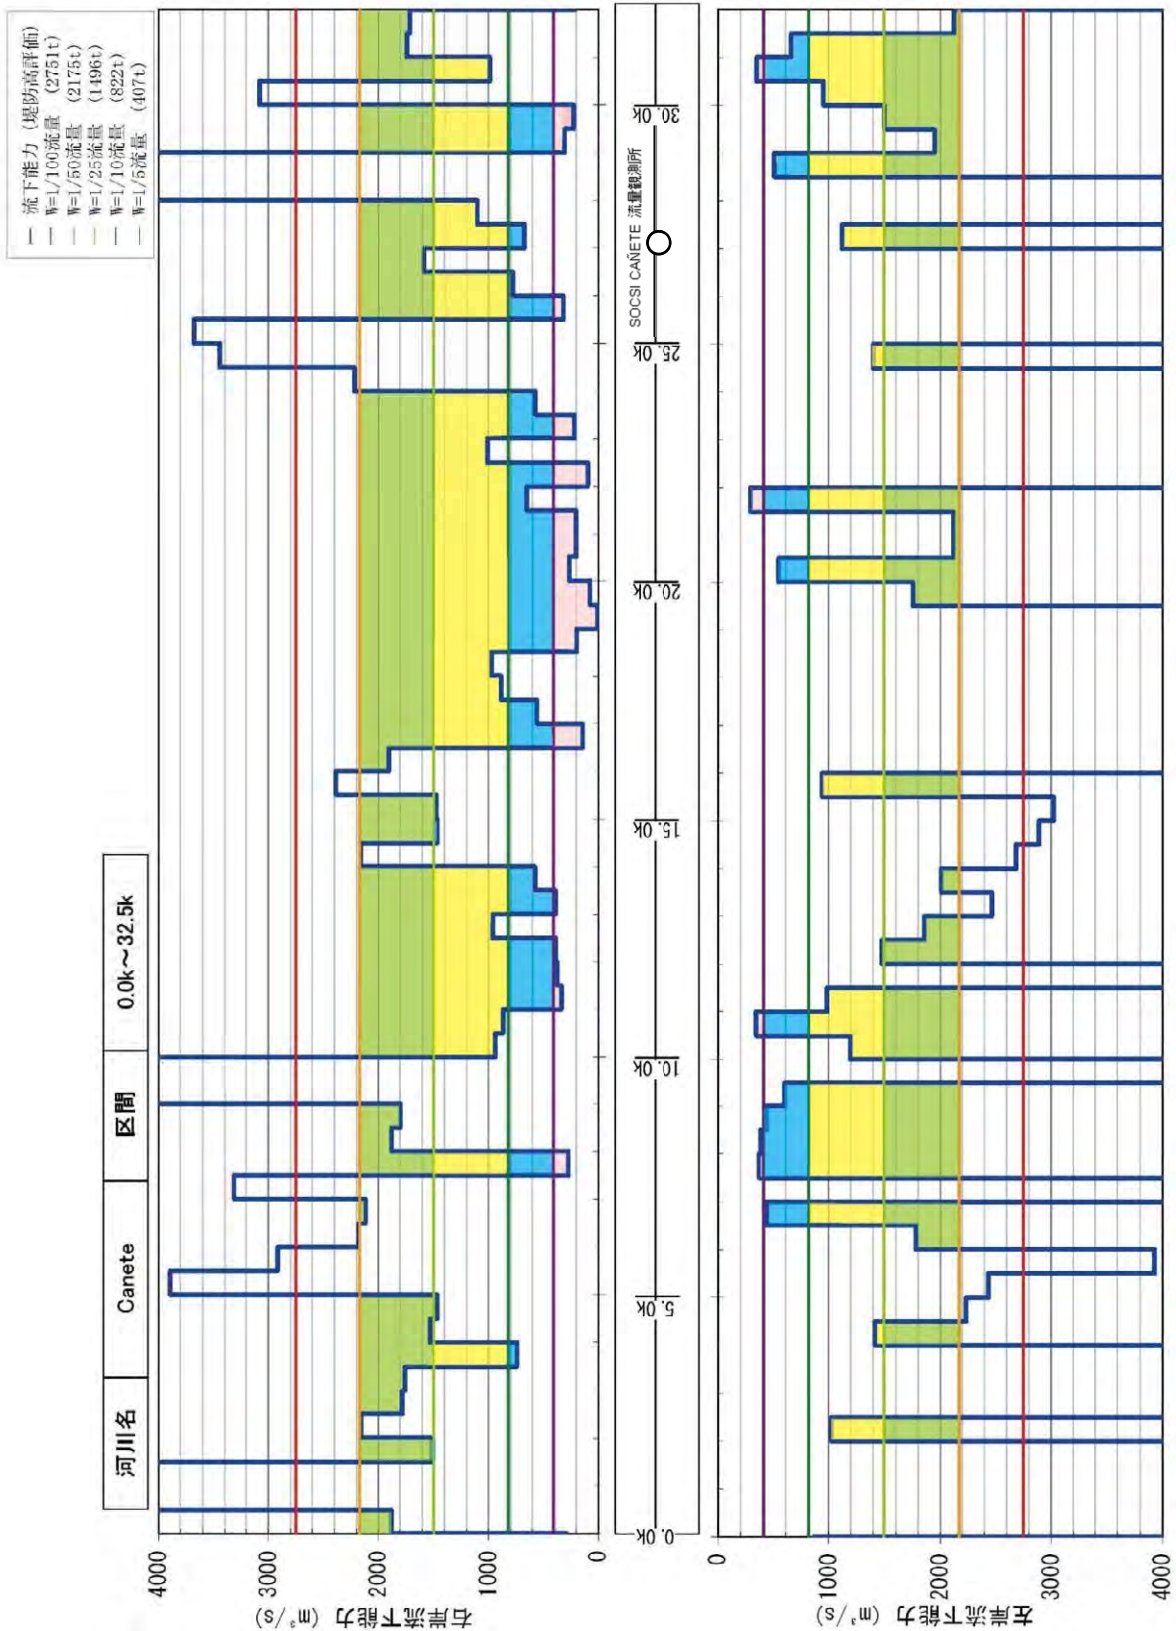 河川名 Canete 区間 0.0k~32.5k
流下能力 (堤防高評価)
W=1/100流量 (2751t)
W=1/50流量 (2175t)
W=1/25流量 (1496t)
W=1/10流量 (822t)
W=1/5流量 (407t)
右岸流下能力 (m³/s)
4000
3000
2000
1000
0
SOCSI CAÑETE 流量観測所
0.0k 5.0k 10.0k 15.0k 20.0k 25.0k 30.0k
左岸流下能力 (m³/s)
0
1000
2000
3000
4000